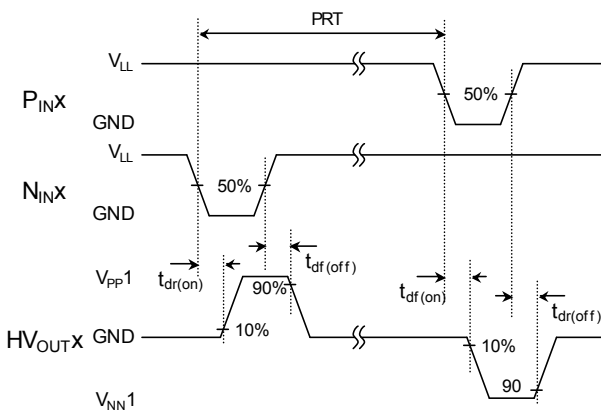 PRT
VLL
PINx
50%
GND
VLL
NINx
50%
GND
tdr(on)
tdf(off)
tdf(on)
tdr(off)
VPP1
90%
HVOUTx
GND
10%
10%
90
VNN1